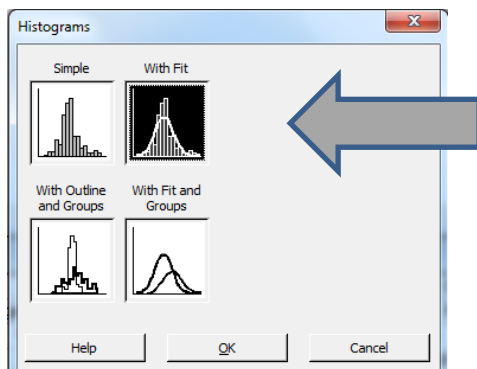 Histograms
Simple
With Fit
With Outline
and Groups
With Fit and
Groups
Help
OK
Cancel